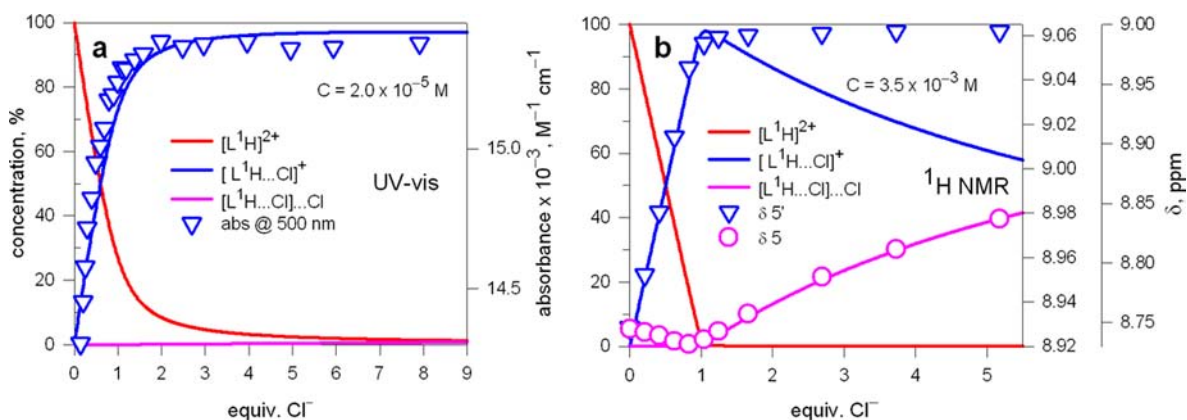 a
concentration, %
100
80
60
40
20
0
C = 2.0 x 10⁻⁵ M
[L¹H]²⁺
[ L¹H...Cl]⁺
[L¹H...Cl]...Cl
abs @ 500 nm
UV-vis
15.0
14.5
absorbance x 10⁻³, M⁻¹ cm⁻¹
0 1 2 3 4 5 6 7 8 9
equiv. Cl⁻
b
100
80
60
40
20
0
C = 3.5 x 10⁻³ M
[L¹H]²⁺
[ L¹H...Cl]⁺
[L¹H...Cl]...Cl
δ 5'
δ 5
¹H NMR
9.06
9.04
9.02
9.00
8.98
8.96
8.94
8.92
9.00
8.95
8.90
8.85
8.80
8.75
δ, ppm
0 1 2 3 4 5
equiv. Cl⁻